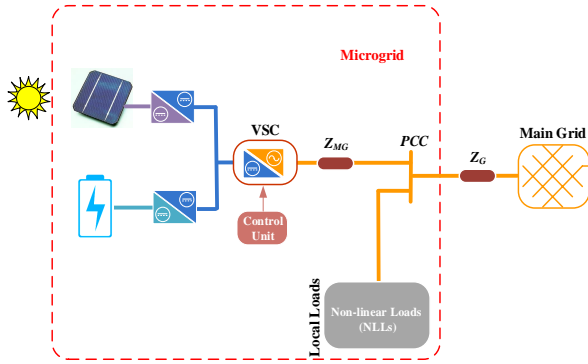 Microgrid
VSC
Z_MG
PCC
Z_G
Main Grid
Control
Unit
Local Loads
Non-linear Loads
(NLLs)